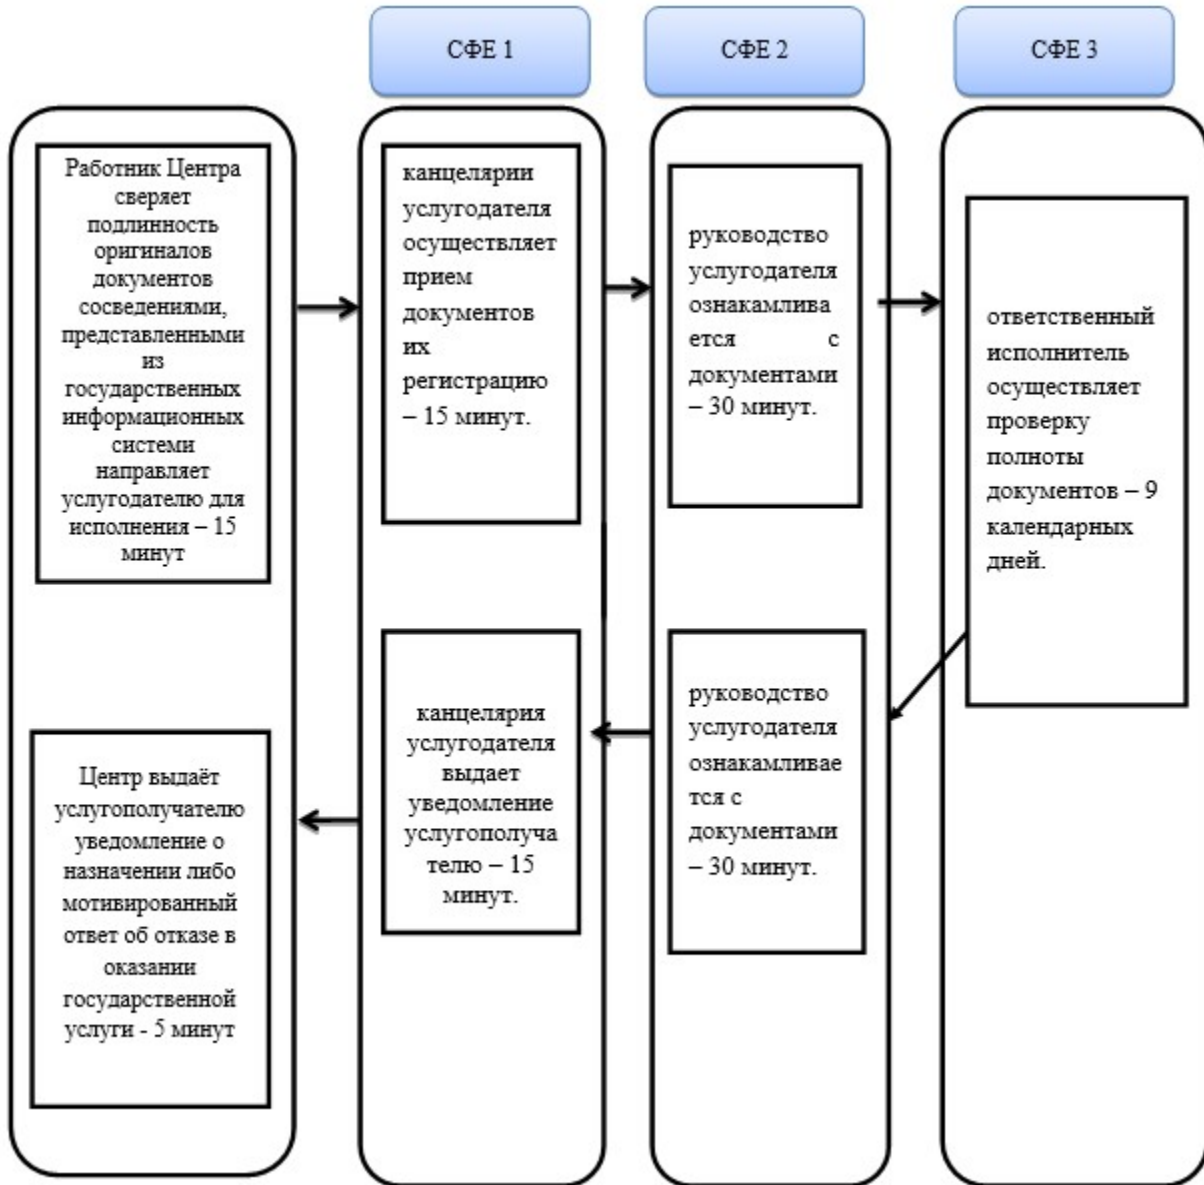 СФЕ 1
СФЕ 2
СФЕ 3
Работник Центра
сверяет
подлинность
оригиналов
документов
сосведениями,
представленными
из
государственных
информационных
системи
направляет
услугодателю для
исполнения – 15
минут
канцелярии
услугодателя
осуществляет
прием
документов
их
регистрацию
– 15 минут.
руководство
услугодателя
ознакамлива
ется с
документами
– 30 минут.
ответственный
исполнитель
осуществляет
проверку
полноты
документов – 9
календарных
дней.
руководство
услугодателя
ознакамливае
тся с
документами
– 30 минут.
канцелярия
услугодателя
выдает
уведомление
услугополуча
телю – 15
минут.
Центр выдаёт
услугополучателю
уведомление о
назначении либо
мотивированный
ответ об отказе в
оказании
государственной
услуги - 5 минут